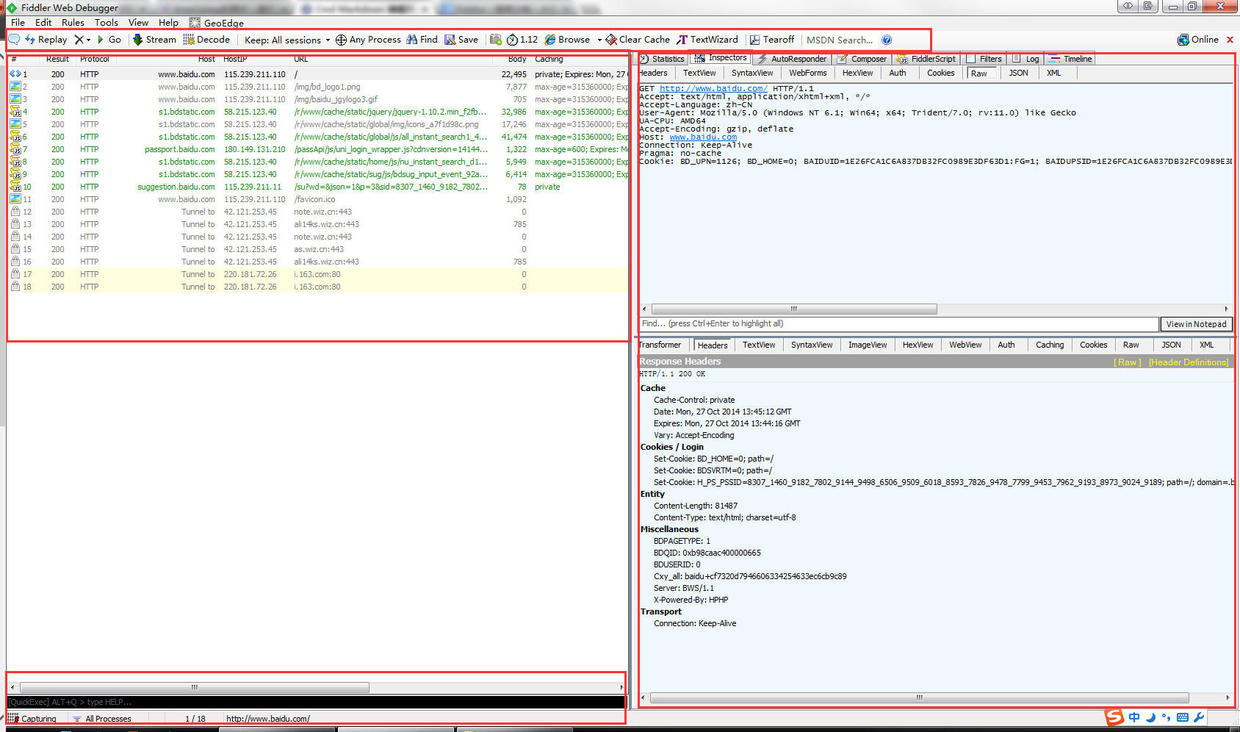 Fiddler Web Debugger
File Edit Rules Tools View Help GeoEdge
Replay Go Stream Decode Keep: All sessions Any Process Find Save 1.12 Browse Clear Cache TextWizard Tearoff MSDN Search... Online
# Result Protocol Host HostIP URL Body Caching
1 200 HTTP www.baidu.com 115.239.211.110 / 22,495 private; Expires: Mon, 27
2 200 HTTP www.baidu.com 115.239.211.110 /img/bd_logo1.png 7,877 max-age=315360000; Exp
3 200 HTTP www.baidu.com 115.239.211.110 /img/baidu_jgylogo3.gif 705 max-age=315360000; Exp
4 200 HTTP s1.bdstatic.com 58.215.123.40 /r/www/cache/static/jquery/jquery-1.10.2.min_f2fb... 32,986 max-age=315360000; Exp
5 200 HTTP s1.bdstatic.com 58.215.123.40 /r/www/cache/static/global/img/icons_a7f1d98c.png 17,246 max-age=315360000; Exp
6 200 HTTP s1.bdstatic.com 58.215.123.40 /r/www/cache/static/global/js/all_instant_search1_4... 41,474 max-age=315360000; Exp
7 200 HTTP passport.baidu.com 180.149.131.210 /passApi/js/uni_login_wrapper.js?cdnversion=14144... 1,322 max-age=600; Expires: M
8 200 HTTP s1.bdstatic.com 58.215.123.40 /r/www/cache/static/home/js/nu_instant_search_d1... 5,949 max-age=315360000; Exp
9 200 HTTP s1.bdstatic.com 58.215.123.40 /r/www/cache/static/sug/js/bdsug_input_event_92a... 6,414 max-age=315360000; Exp
10 200 HTTP suggestion.baidu.com 115.239.211.11 /su?wd=&json=1&p=3&sid=8307_1460_9182_7802... 78 private
11 200 HTTP www.baidu.com 115.239.211.110 /favicon.ico 1,092
12 200 HTTP Tunnel to 42.121.253.45 note.wiz.cn:443 0
13 200 HTTP Tunnel to 42.121.253.45 ali14ks.wiz.cn:443 785
14 200 HTTP Tunnel to 42.121.253.45 note.wiz.cn:443 0
15 200 HTTP Tunnel to 42.121.253.45 as.wiz.cn:443 0
16 200 HTTP Tunnel to 42.121.253.45 ali14ks.wiz.cn:443 785
17 200 HTTP Tunnel to 220.181.72.26 i.163.com:80 0
18 200 HTTP Tunnel to 220.181.72.26 i.163.com:80 0
[QuickExec] ALT+Q > type HELP...
Capturing All Processes 1 / 18 http://www.baidu.com/
Statistics Inspectors AutoResponder Composer FiddlerScript Filters Log Timeline
Headers TextView SyntaxView WebForms HexView Auth Cookies Raw JSON XML
GET http://www.baidu.com/ HTTP/1.1
Accept: text/html, application/xhtml+xml, */*
Accept-Language: zh-CN
User-Agent: Mozilla/5.0 (Windows NT 6.1; Win64; x64; Trident/7.0; rv:11.0) like Gecko
UA-CPU: AMD64
Accept-Encoding: gzip, deflate
Host: www.baidu.com
Connection: Keep-Alive
Pragma: no-cache
Cookie: BD_UPN=1126; BD_HOME=0; BAIDUID=1E26FCA1C6A837DB32FC0989E3DF63D1:FG=1; BAIDUPSID=1E26FCA1C6A837DB32FC0989E3D
Find... (press Ctrl+Enter to highlight all) View in Notepad
Transformer Headers TextView SyntaxView ImageView HexView WebView Auth Caching Cookies Raw JSON XML
Response Headers [ Raw ] [Header Definitions]
HTTP/1.1 200 OK
Cache
Cache-Control: private
Date: Mon, 27 Oct 2014 13:45:12 GMT
Expires: Mon, 27 Oct 2014 13:44:16 GMT
Vary: Accept-Encoding
Cookies / Login
Set-Cookie: BD_HOME=0; path=/
Set-Cookie: BDSVRTM=0; path=/
Set-Cookie: H_PS_PSSID=8307_1460_9182_7802_9144_9498_6506_9509_6018_8593_7826_9478_7799_9453_7962_9193_8973_9024_9189; path=/; domain=.b
Entity
Content-Length: 81487
Content-Type: text/html; charset=utf-8
Miscellaneous
BDPAGETYPE: 1
BDQID: 0xb98caac400000665
BDUSERID: 0
Cxy_all: baidu+cf7320d7946606334254633ec6cb9c89
Server: BWS/1.1
X-Powered-By: HPHP
Transport
Connection: Keep-Alive
中